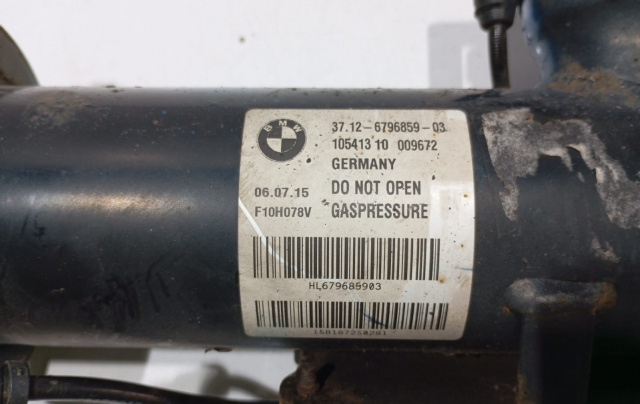 BMW
37.12-6796859-03
105413 10 009672
GERMANY
06.07.15 DO NOT OPEN
F10H078V GASPRESSURE
HL679685903